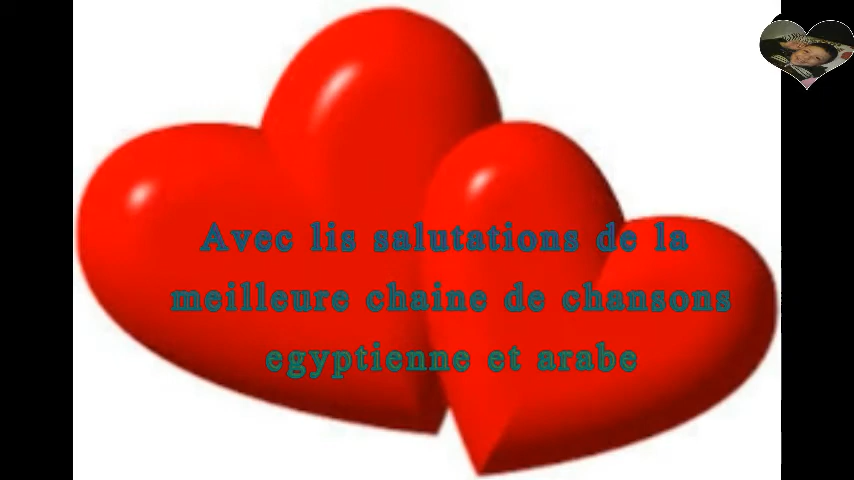 Avec lis salutations de la
meilleure chaine de chansons
egyptienne et arabe